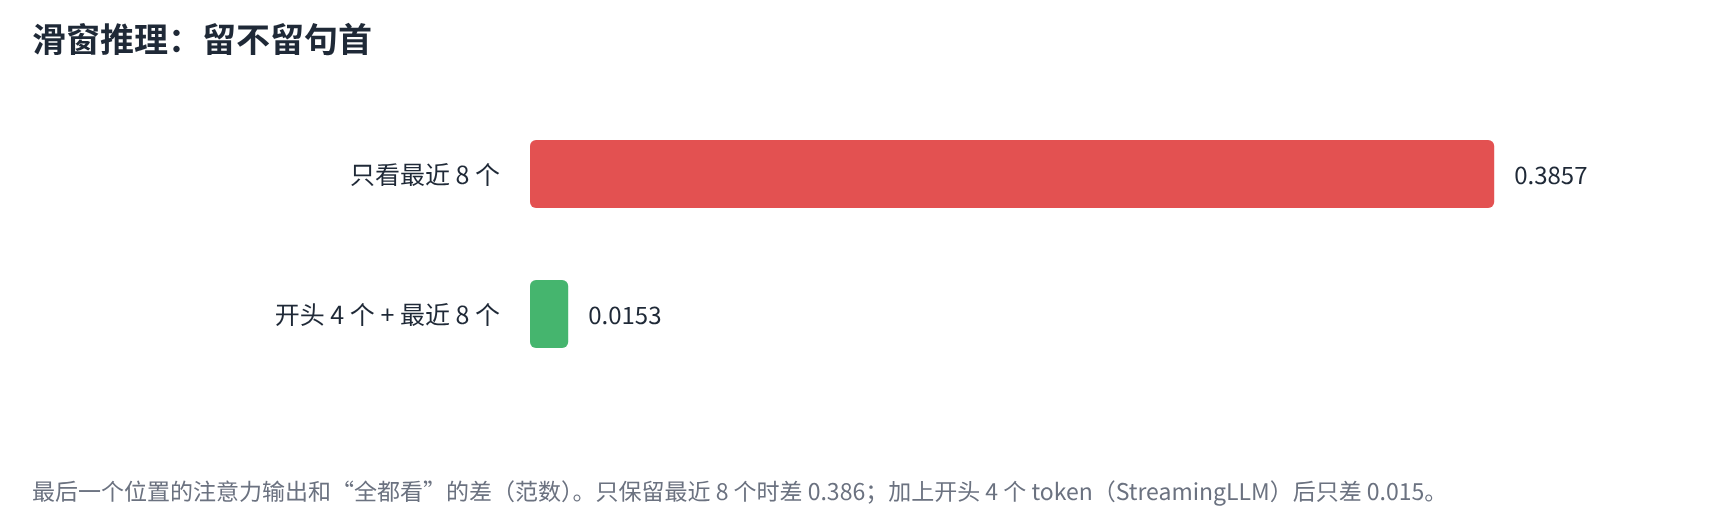 滑窗推理：留不留句首
只看最近 8 个
0.3857
开头 4 个 + 最近 8 个
0.0153
最后一个位置的注意力输出和“全都看”的差（范数）。只保留最近 8 个时差 0.386；加上开头 4 个 token（StreamingLLM）后只差 0.015。